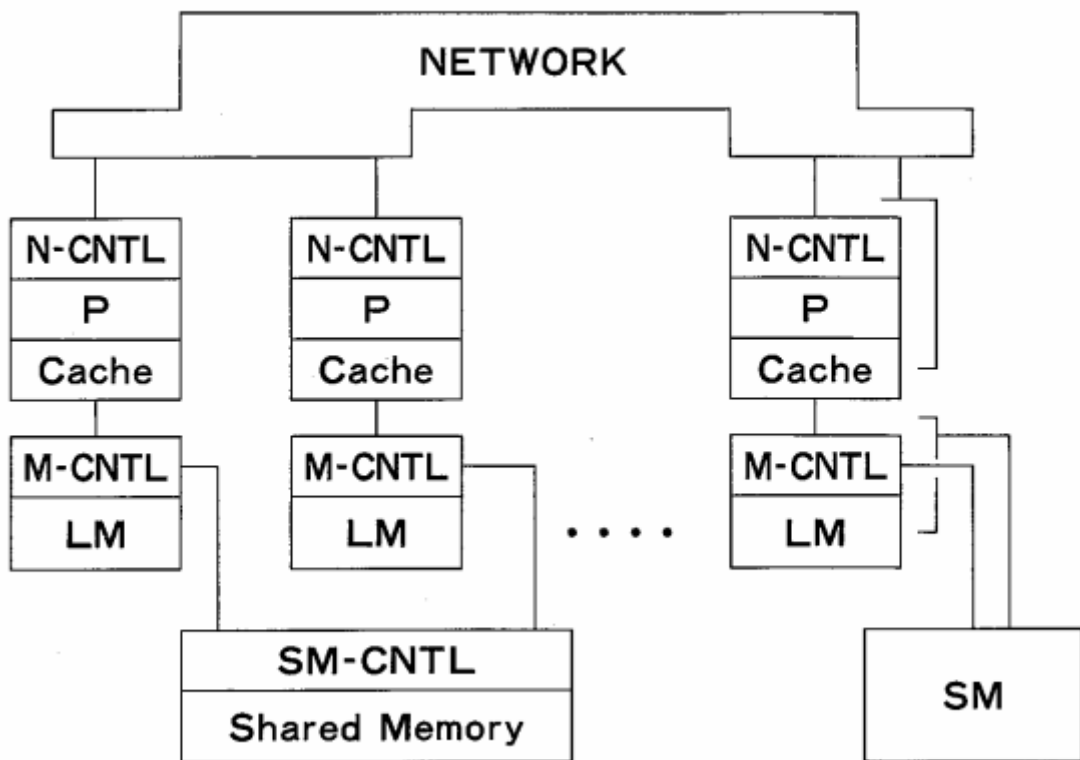 NETWORK
N-CNTL
P
Cache
M-CNTL
LM
N-CNTL
P
Cache
M-CNTL
LM
N-CNTL
P
Cache
M-CNTL
LM
SM-CNTL
Shared Memory
SM